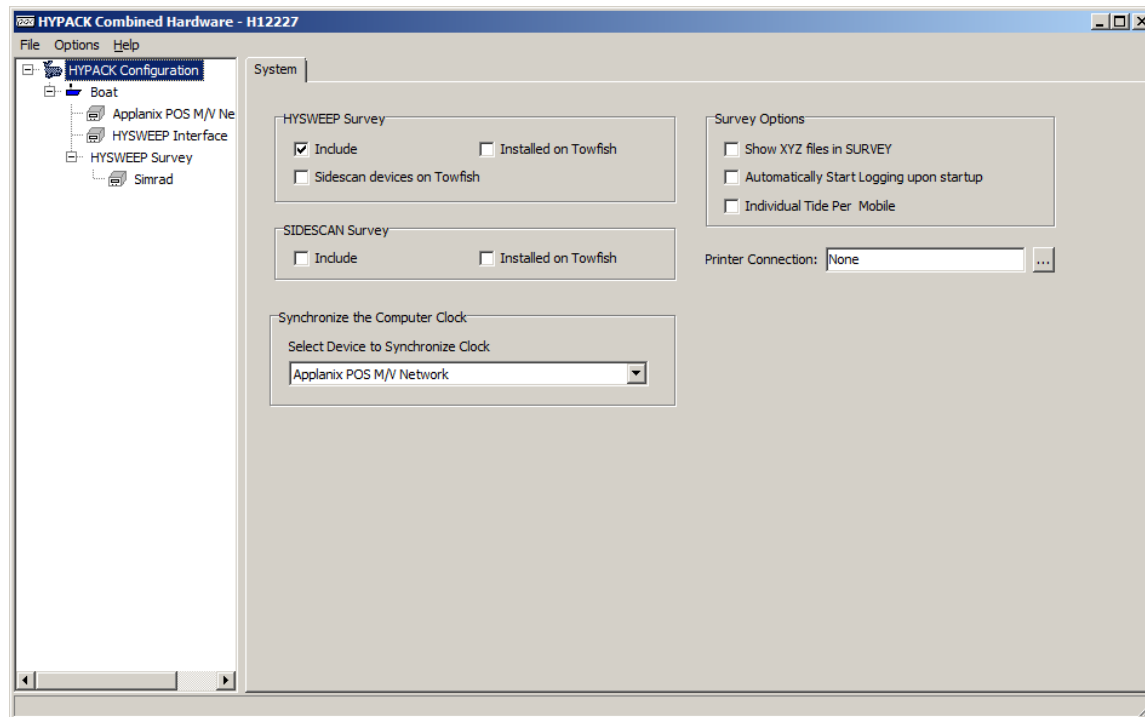 HYPACK Combined Hardware - H12227
File Options Help
HYPACK Configuration
Boat
Applanix POS M/V Ne
HYSWEEP Interface
HYSWEEP Survey
Simrad
System
HYSWEEP Survey
Include Installed on Towfish
Sidescan devices on Towfish
SIDESCAN Survey
Include Installed on Towfish
Synchronize the Computer Clock
Select Device to Synchronize Clock
Applanix POS M/V Network
Survey Options
Show XYZ files in SURVEY
Automatically Start Logging upon startup
Individual Tide Per Mobile
Printer Connection: None ...